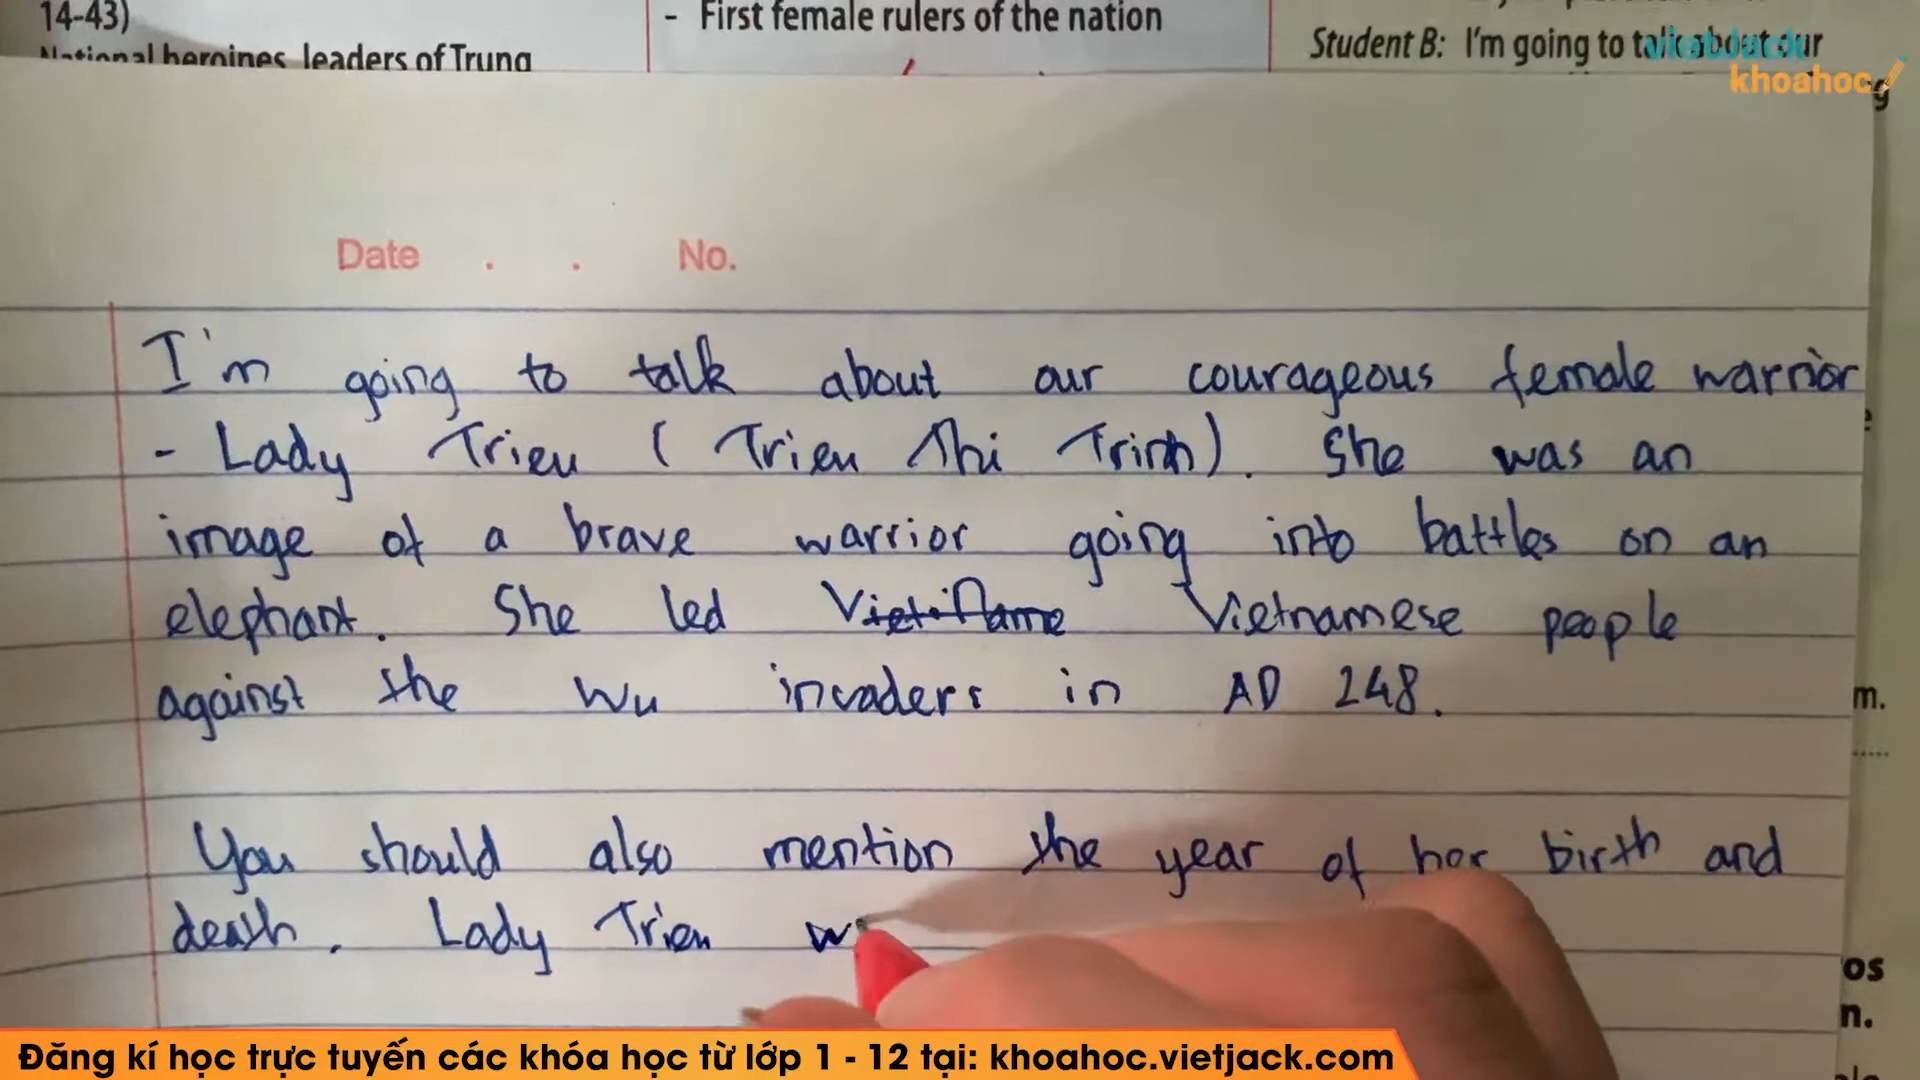 14-43)
National heroines, leaders of Trung
- First female rulers of the nation
Student B: I'm going to talk about our
vietJack
khoahoc
g
Date . . No.
I'm going to talk about our courageous female warrior
- Lady Trieu (Trieu Thi Trinh). She was an
image of a brave warrior going into battles on an
elephant. She led Vietnamese people
against the Wu invaders in AD 248.
m.
You should also mention the year of her birth and
death. Lady Trieu w
os
n.
Đăng kí học trực tuyến các khóa học từ lớp 1 - 12 tại: khoahoc.vietjack.com